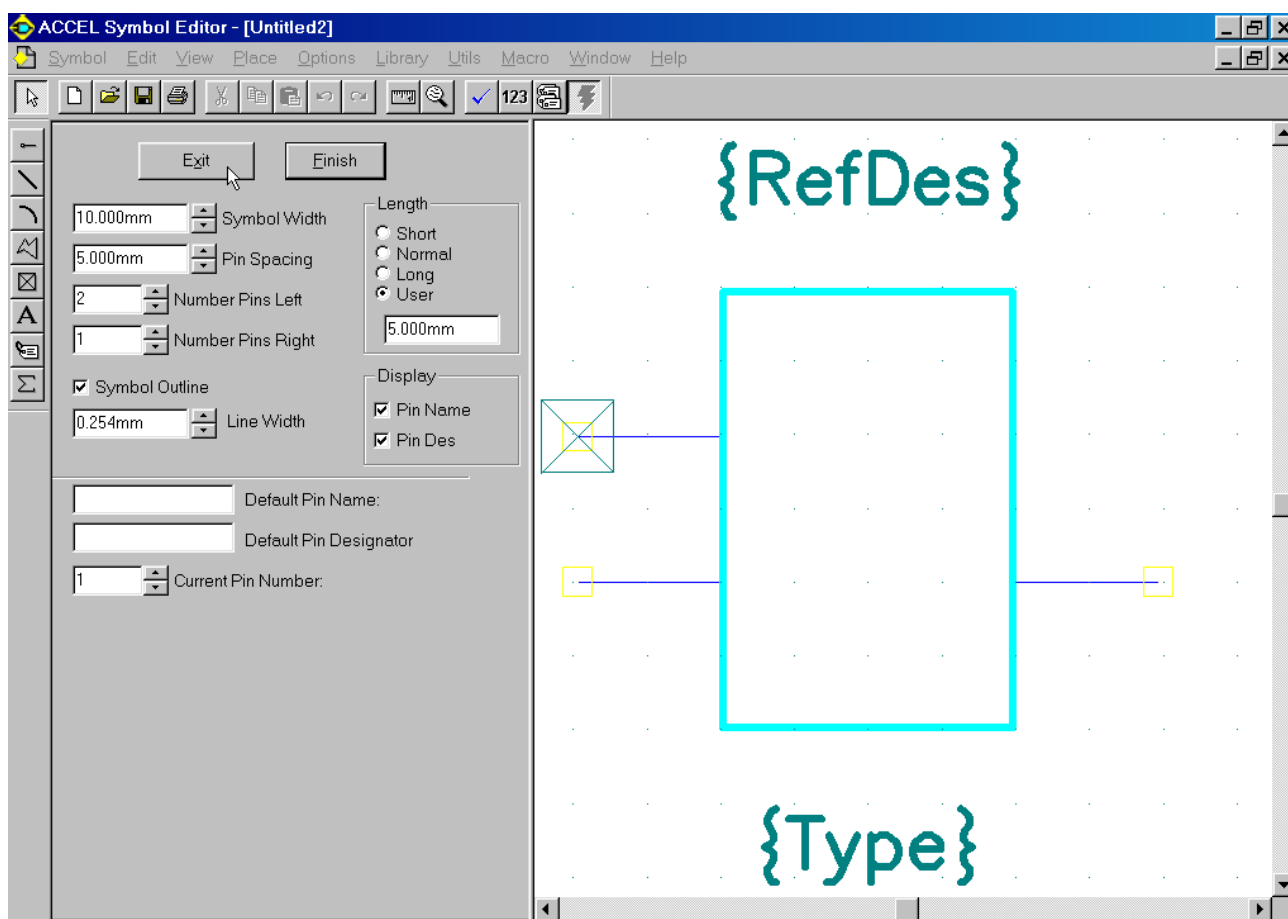 ACCEL Symbol Editor - [Untitled2]
Symbol Edit View Place Options Library Utils Macro Window Help
123
A
Σ
Exit Finish
10.000mm Symbol Width
5.000mm Pin Spacing
2 Number Pins Left
1 Number Pins Right
Length
Short
Normal
Long
User
5.000mm
Symbol Outline
0.254mm Line Width
Display
Pin Name
Pin Des
Default Pin Name:
Default Pin Designator
1 Current Pin Number:
{RefDes}
{Type}